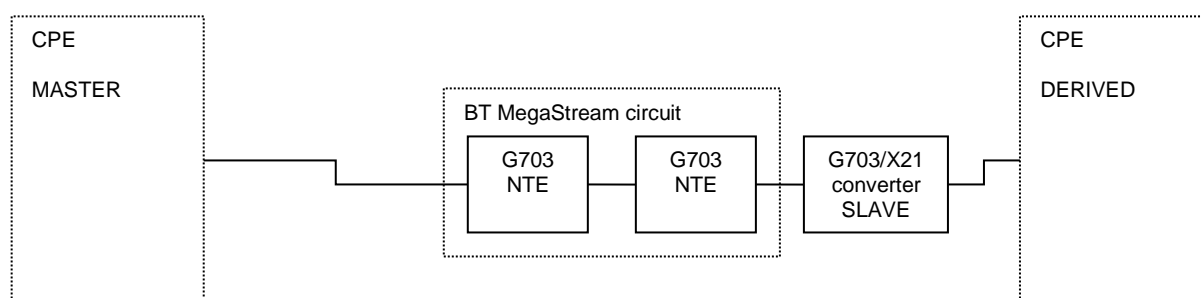 CPE
MASTER
BT MegaStream circuit
G703
NTE
G703
NTE
G703/X21
converter
SLAVE
CPE
DERIVED